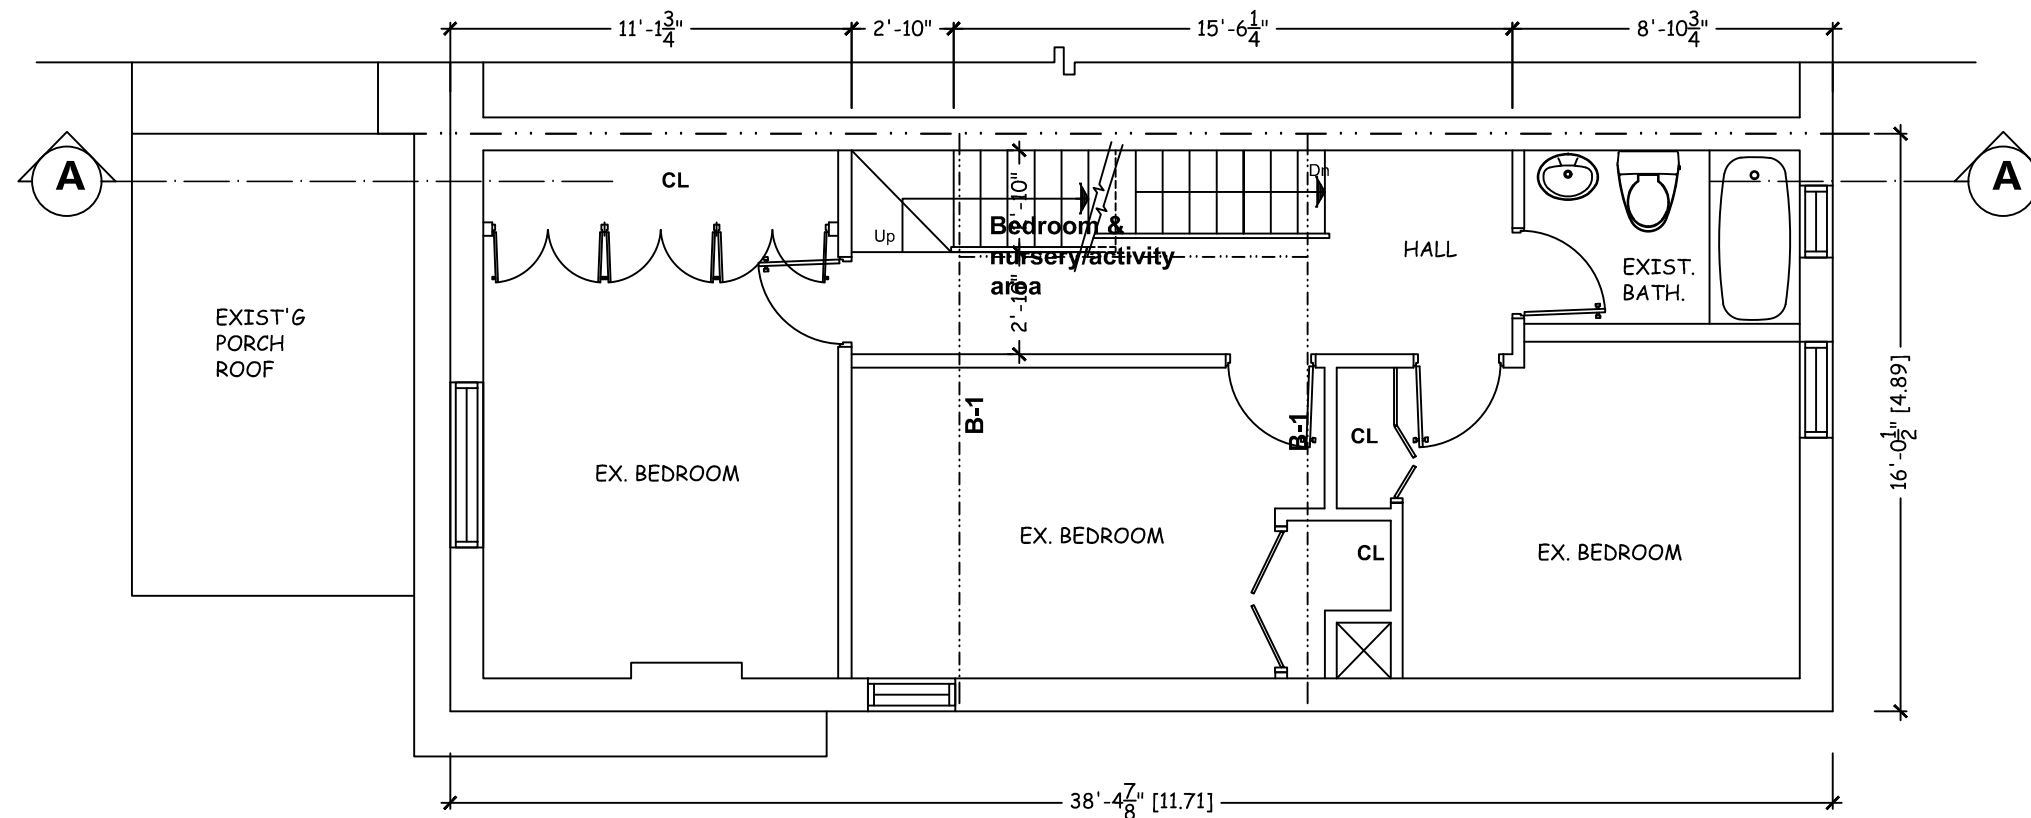 11'-1 3/4"
2'-10"
15'-6 1/4"
8'-10 3/4"
A
A
CL
Up
Dn
2'-10"
Bedroom &
nursery/activity
area
2'-10"
HALL
EXIST.
BATH.
EXIST'G
PORCH
ROOF
B-1
B-1
CL
16'-0 1/2" [4.89]
EX. BEDROOM
EX. BEDROOM
CL
EX. BEDROOM
38'-4 7/8" [11.71]